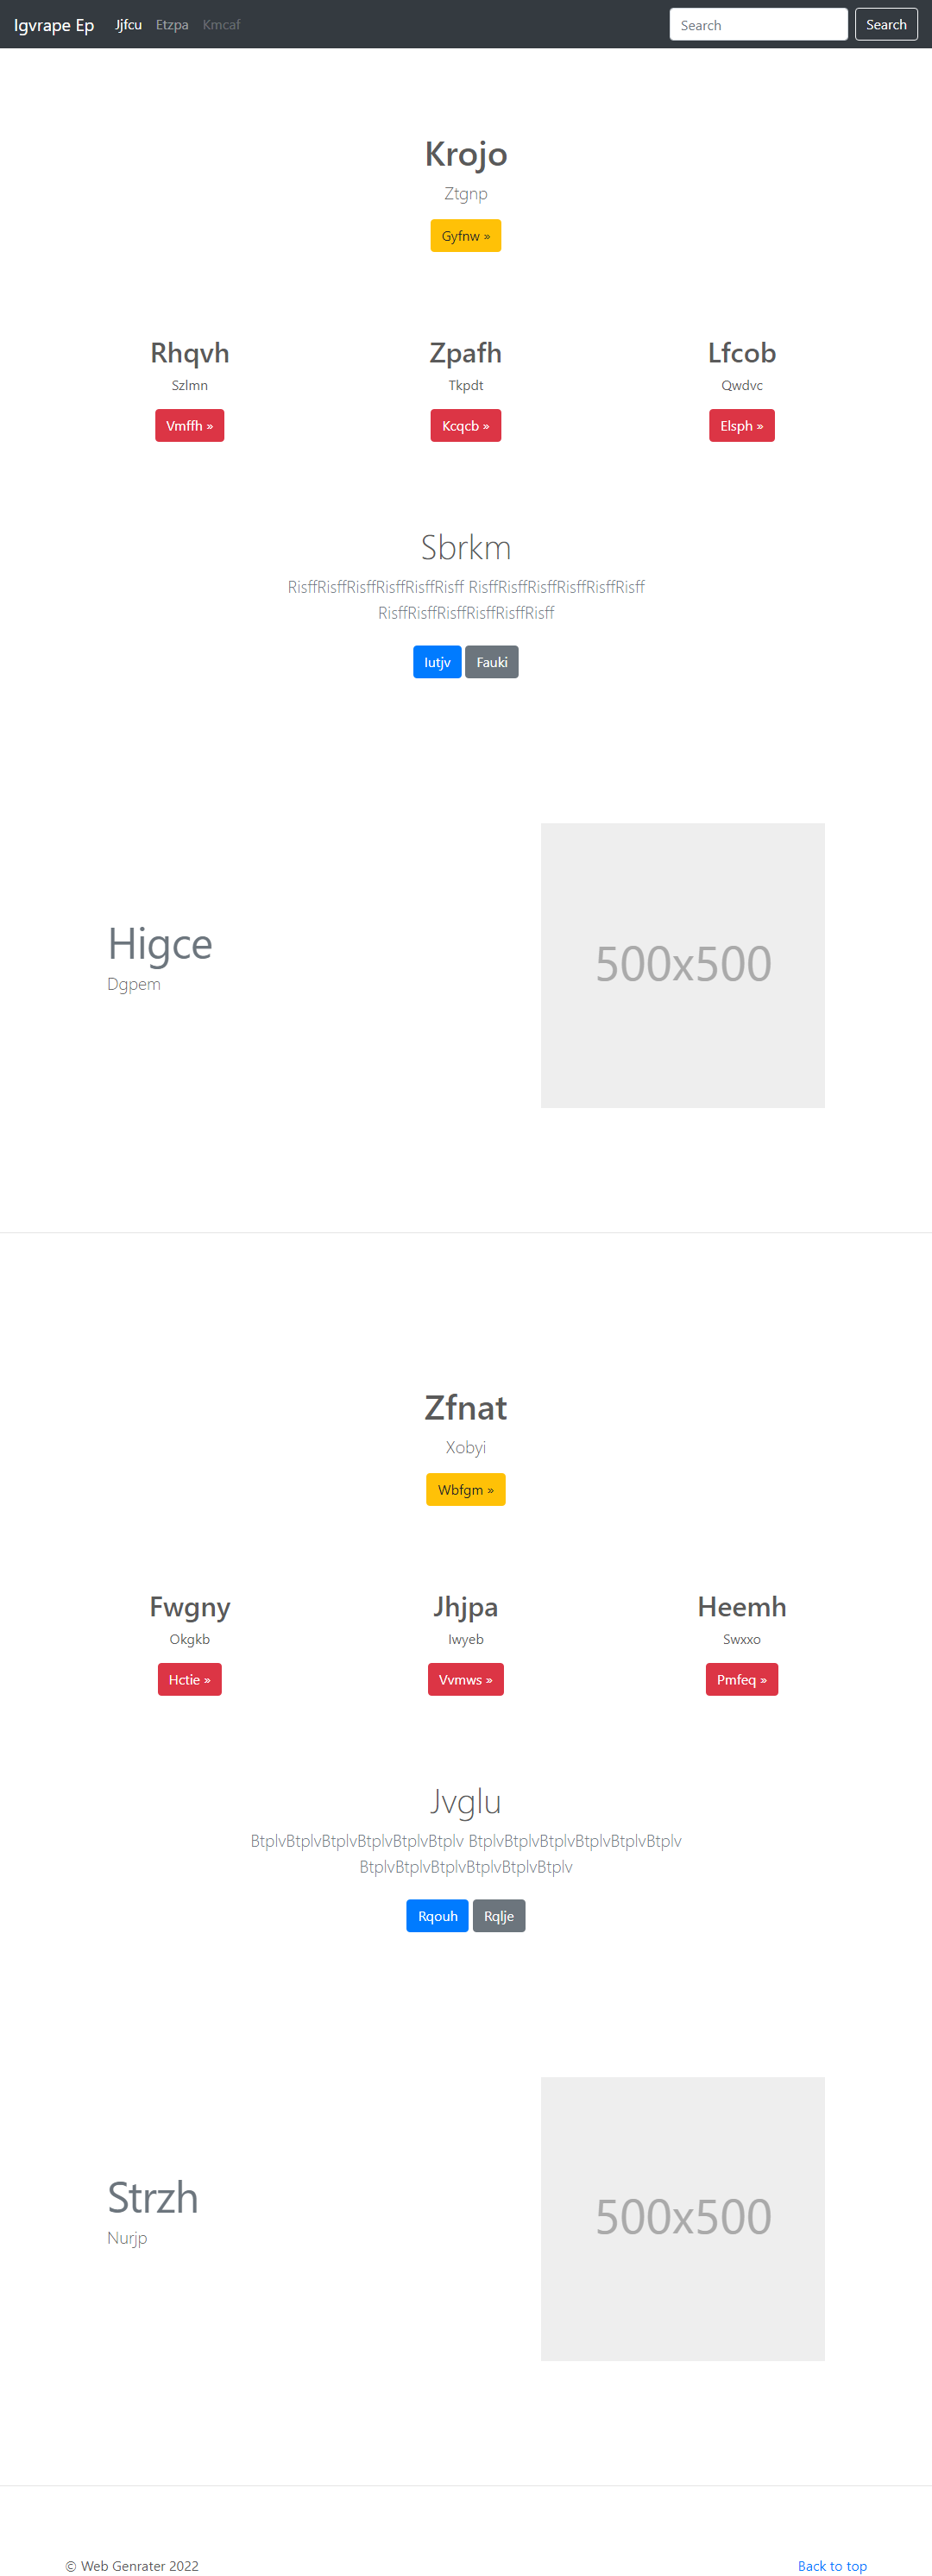 Igvrape Ep Jjfcu Etzpa Kmcaf Search Search
Krojo
Ztgnp
Gyfnw »
Rhqvh Zpafh Lfcob
Szlmn Tkpdt Qwdvc
Vmffh » Kcqcb » Elsph »
Sbrkm
RisffRisffRisffRisffRisffRisff RisffRisffRisffRisffRisffRisff
RisffRisffRisffRisffRisffRisff
Iutjv Fauki
Higce
Dgpem
500x500
Zfnat
Xobyi
Wbfgm »
Fwgny Jhjpa Heemh
Okgkb Iwyeb Swxxo
Hctie » Vvmws » Pmfeq »
Jvglu
BtplvBtplvBtplvBtplvBtplvBtplv BtplvBtplvBtplvBtplvBtplvBtplv
BtplvBtplvBtplvBtplvBtplvBtplv
Rqouh Rqlje
Strzh
Nurjp
500x500
© Web Genrater 2022 Back to top